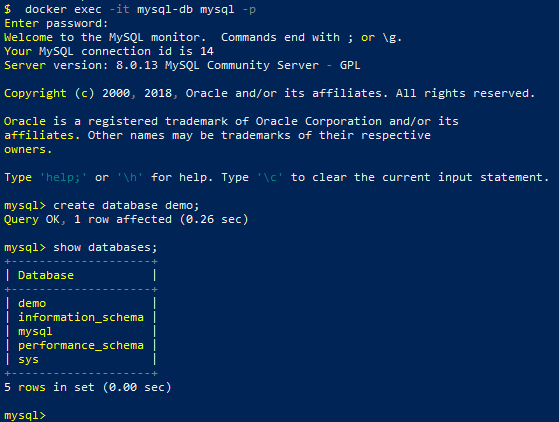 $  docker exec -it mysql-db mysql -p
Enter password:
Welcome to the MySQL monitor.  Commands end with ; or \g.
Your MySQL connection id is 14
Server version: 8.0.13 MySQL Community Server - GPL

Copyright (c) 2000, 2018, Oracle and/or its affiliates. All rights reserved.

Oracle is a registered trademark of Oracle Corporation and/or its
affiliates. Other names may be trademarks of their respective
owners.

Type 'help;' or '\h' for help. Type '\c' to clear the current input statement.

mysql> create database demo;
Query OK, 1 row affected (0.26 sec)

mysql> show databases;
+--------------------+
| Database           |
+--------------------+
| demo               |
| information_schema |
| mysql              |
| performance_schema |
| sys                |
+--------------------+
5 rows in set (0.00 sec)

mysql>